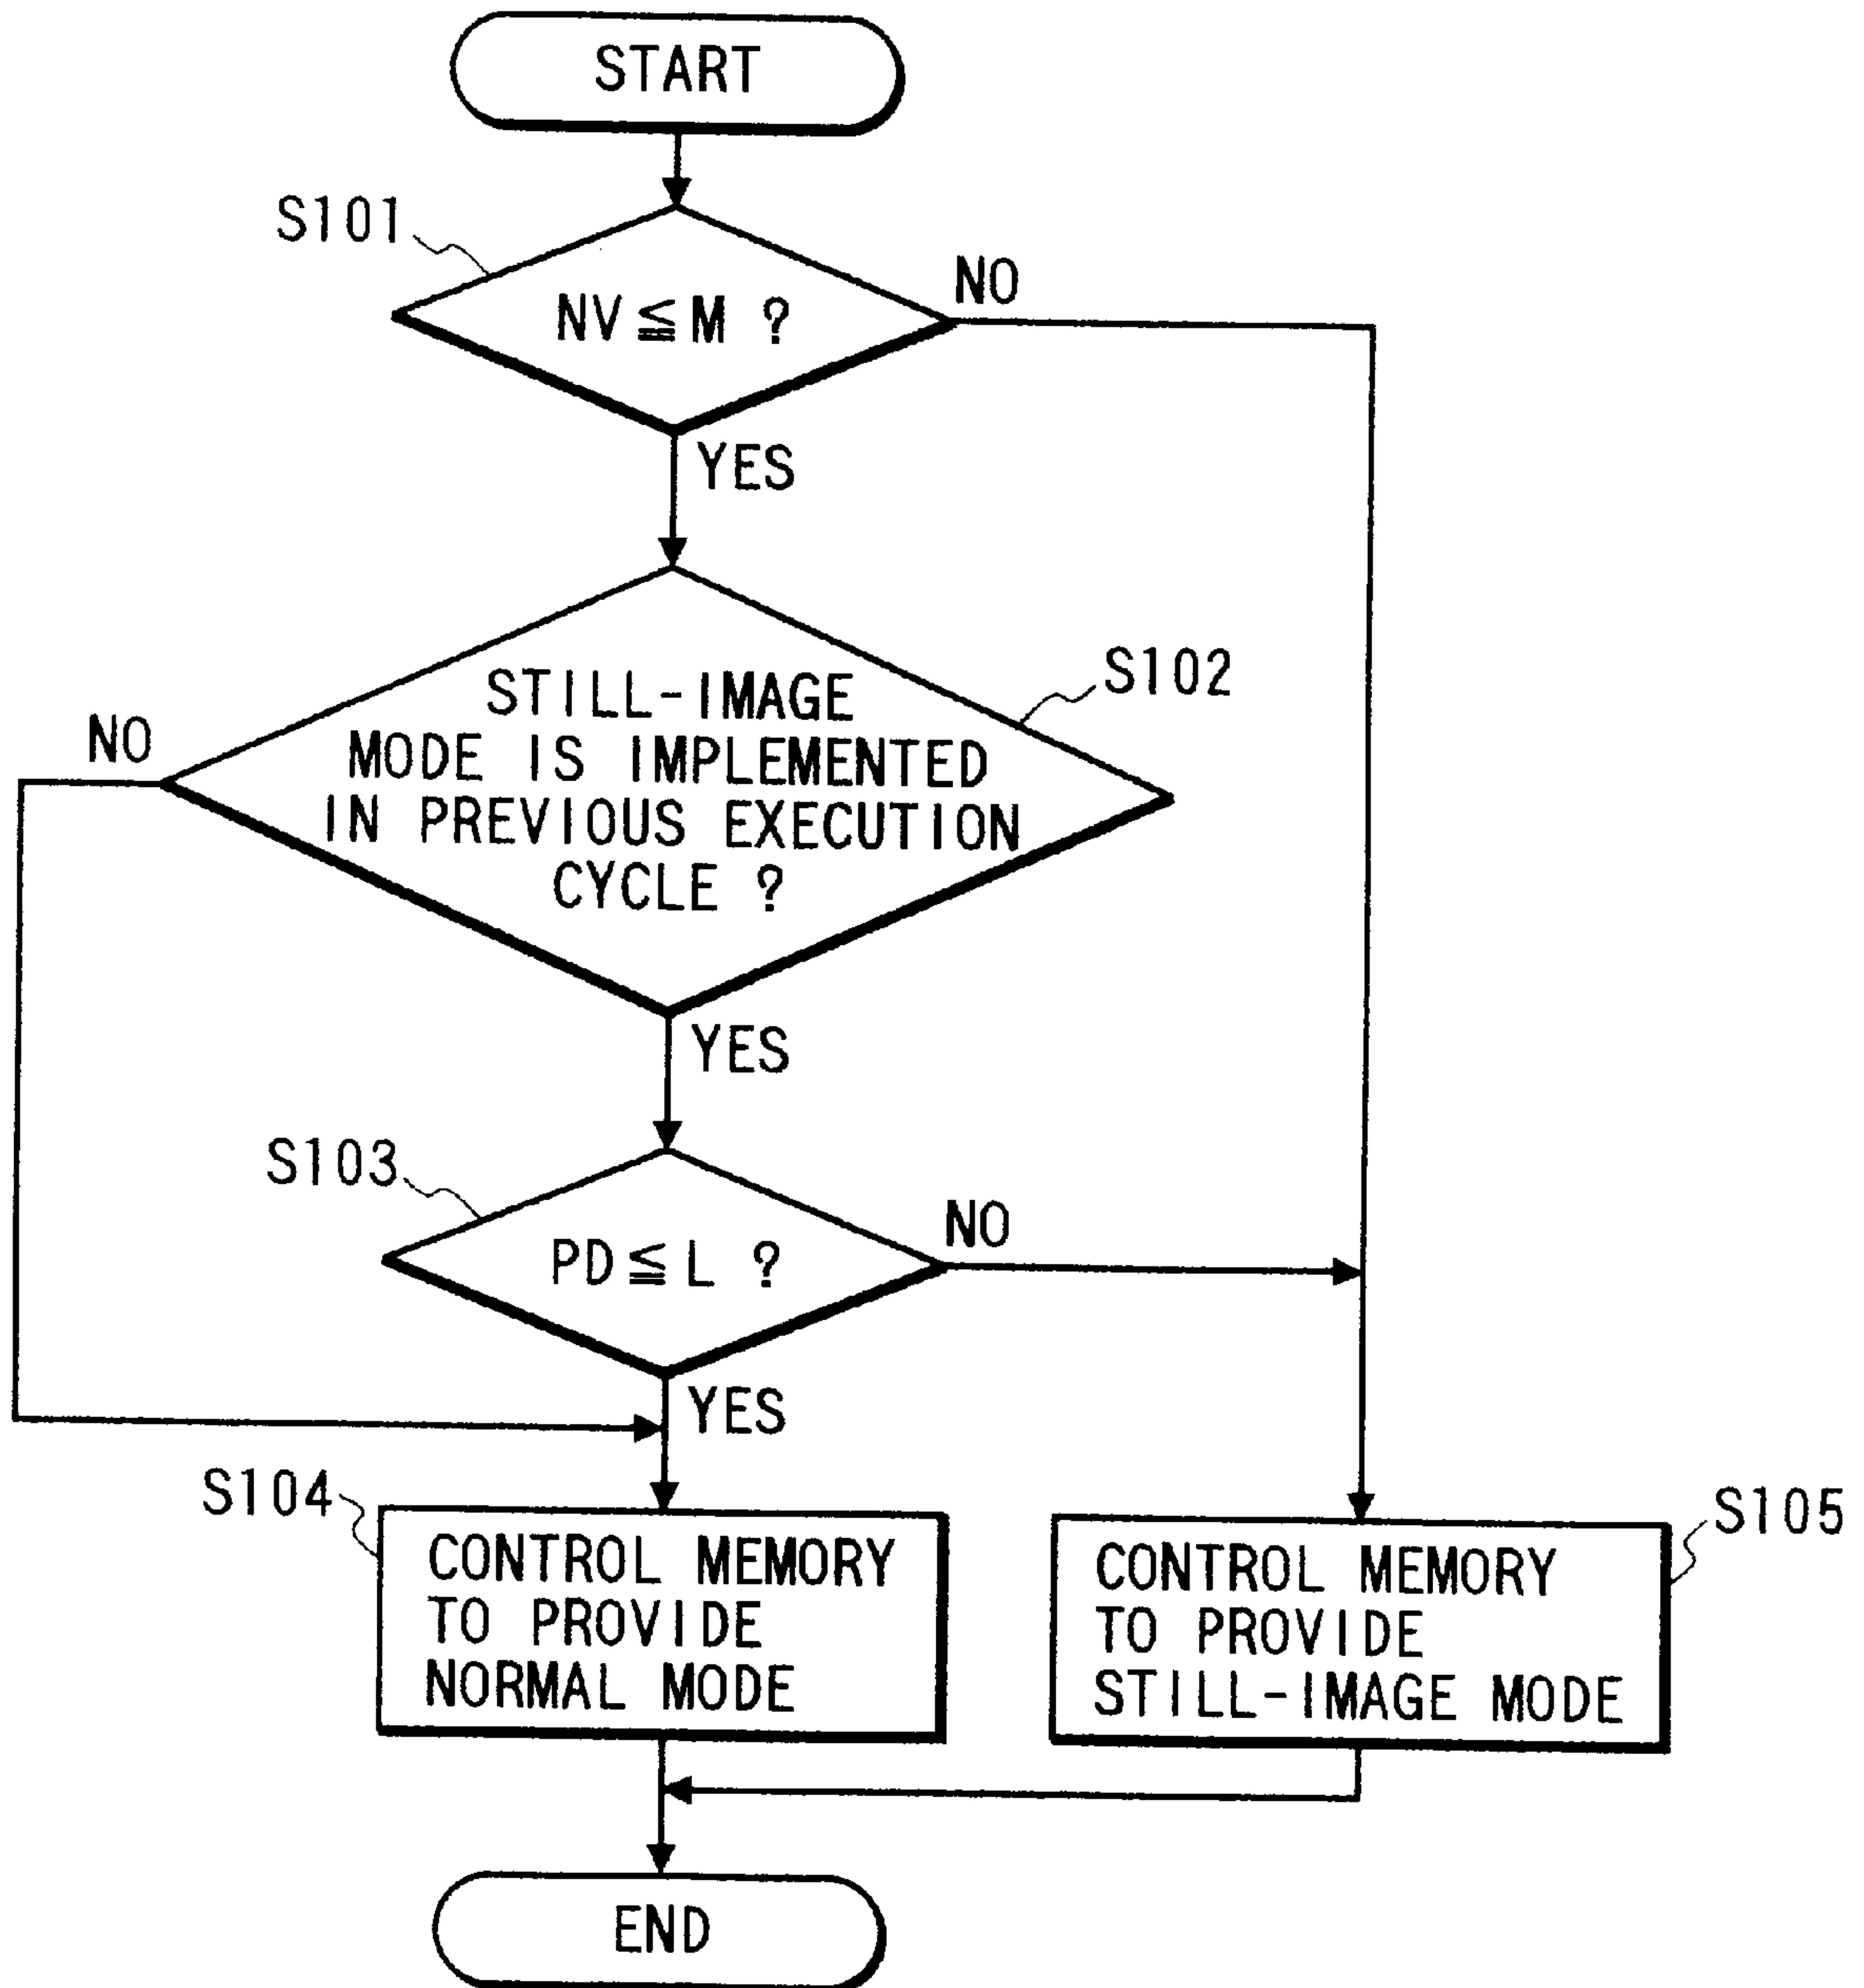 START
S101
NV≦M ?
NO
YES
S102
STILL-IMAGE
MODE IS IMPLEMENTED
IN PREVIOUS EXECUTION
CYCLE ?
NO
YES
S103
PD≦L ?
NO
YES
S104
CONTROL MEMORY
TO PROVIDE
NORMAL MODE
S105
CONTROL MEMORY
TO PROVIDE
STILL-IMAGE MODE
END